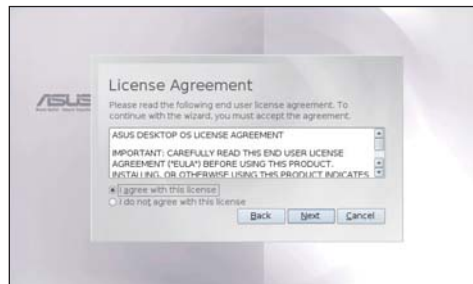 ASUS
License Agreement
Please read the following end user license agreement. To
continue with the wizard, you must accept the agreement.
ASUS DESKTOP OS LICENSE AGREEMENT
IMPORTANT: CAREFULLY READ THIS END USER LICENSE
AGREEMENT ("EULA") BEFORE USING THIS PRODUCT.
INSTALLING, OR OTHERWISE USING THIS PRODUCT INDICATES
I agree with this license
I do not agree with this license
Back Next Cancel